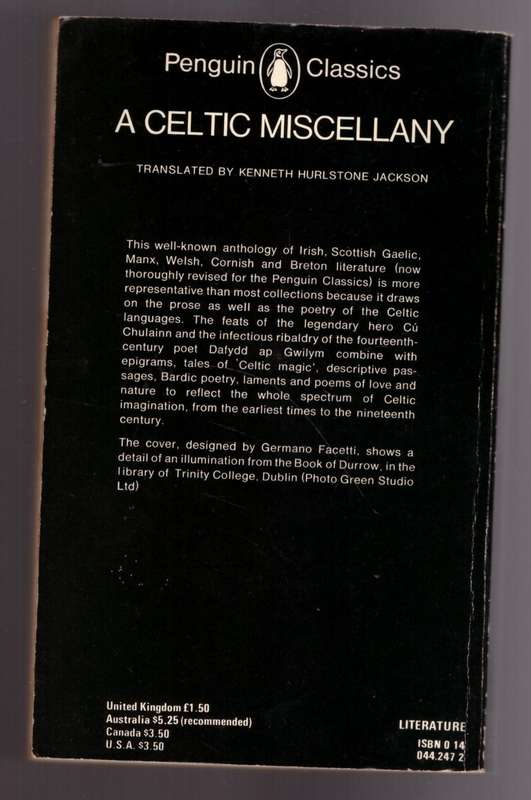 Penguin Classics
A CELTIC MISCELLANY
TRANSLATED BY KENNETH HURLSTONE JACKSON
This well-known anthology of Irish, Scottish Gaelic,
Manx, Welsh, Cornish and Breton literature (now
thoroughly revised for the Penguin Classics) is more
representative than most collections because it draws
on the prose as well as the poetry of the Celtic
languages. The feats of the legendary hero Cú
Chulainn and the infectious ribaldry of the fourteenth-
century poet Dafydd ap Gwilym combine with
epigrams, tales of 'Celtic magic', descriptive pas-
sages, Bardic poetry, laments and poems of love and
nature to reflect the whole spectrum of Celtic
imagination, from the earliest times to the nineteenth
century.
The cover, designed by Germano Facetti, shows a
detail of an illumination from the Book of Durrow, in the
library of Trinity College, Dublin (Photo Green Studio
Ltd)
United Kingdom £1.50
Australia $5.25 (recommended)
Canada $3.50
U.S.A. $3.50
LITERATURE
ISBN 0 14
044.247 2